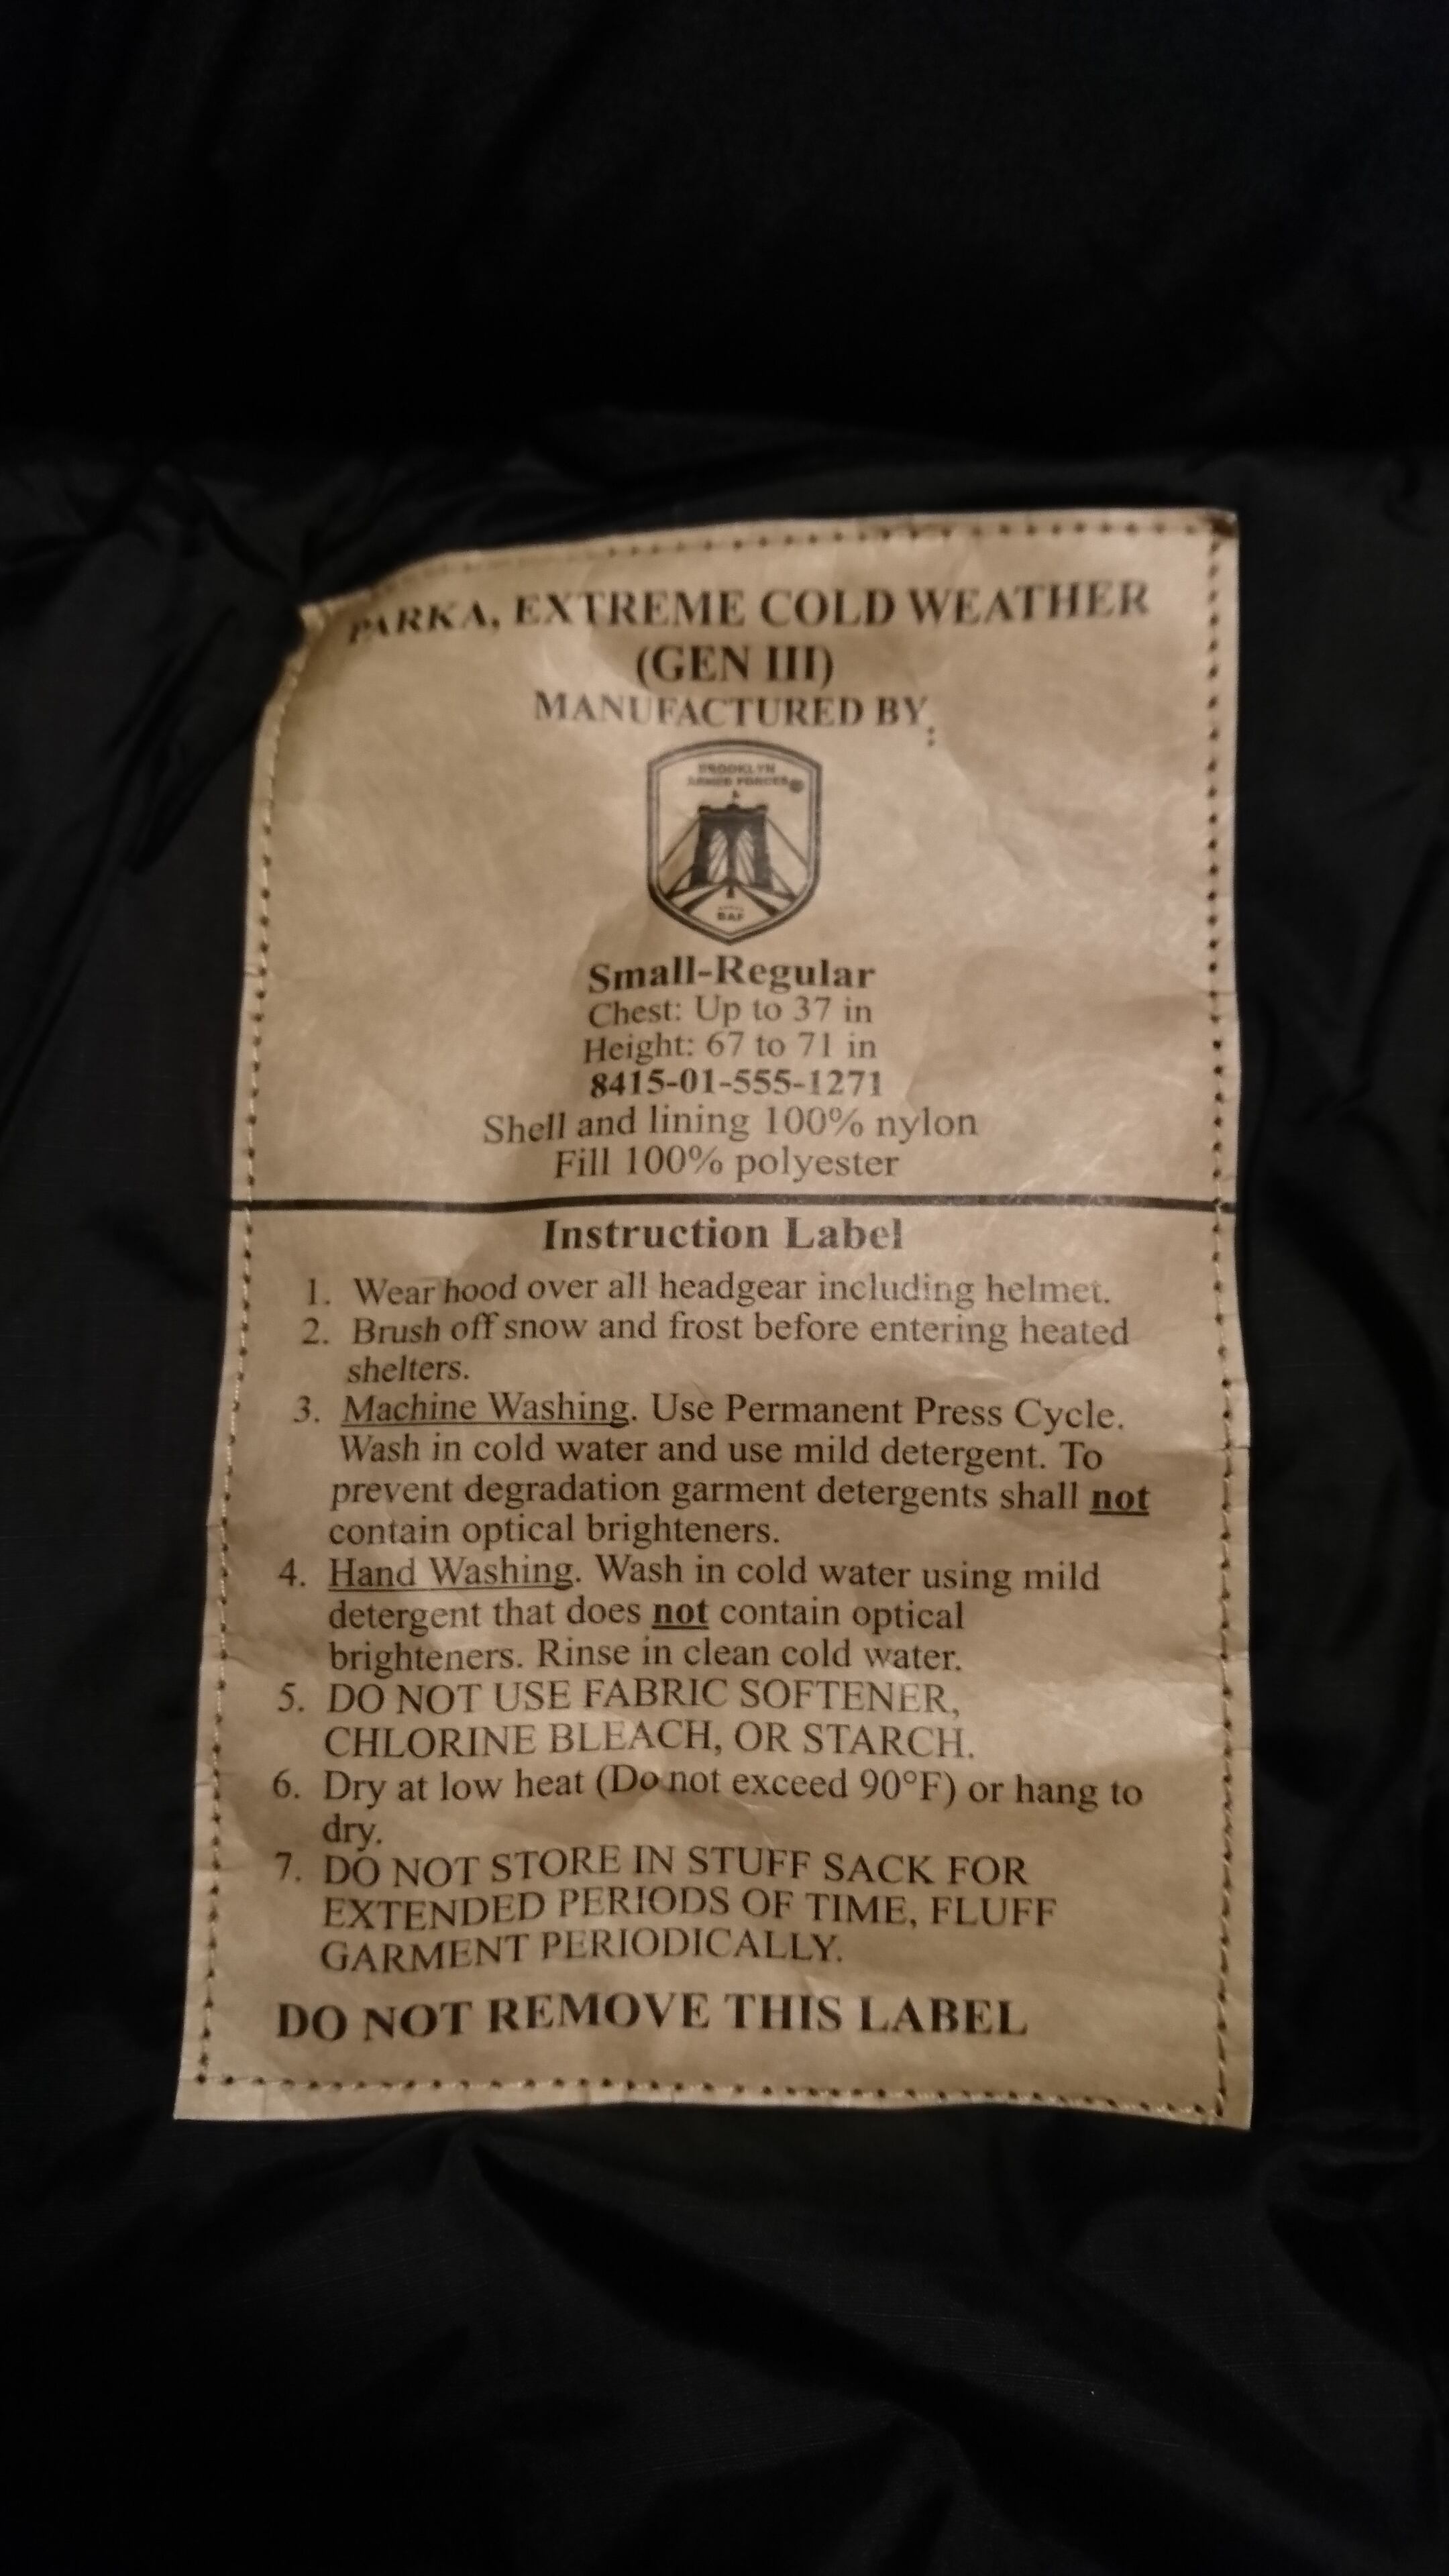 PARKA, EXTREME COLD WEATHER
(GEN III)
MANUFACTURED BY
:
BROOKLYN
ARMED FORCES
BAF
Small-Regular
Chest: Up to 37 in
Height: 67 to 71 in
8415-01-555-1271
Shell and lining 100% nylon
Fill 100% polyester
Instruction Label
1. Wear hood over all headgear including helmet.
2. Brush off snow and frost before entering heated
shelters.
3. Machine Washing. Use Permanent Press Cycle.
Wash in cold water and use mild detergent. To
prevent degradation garment detergents shall not
contain optical brighteners.
4. Hand Washing. Wash in cold water using mild
detergent that does not contain optical
brighteners. Rinse in clean cold water.
5. DO NOT USE FABRIC SOFTENER,
CHLORINE BLEACH, OR STARCH.
6. Dry at low heat (Do not exceed 90°F) or hang to
dry.
7. DO NOT STORE IN STUFF SACK FOR
EXTENDED PERIODS OF TIME, FLUFF
GARMENT PERIODICALLY.
DO NOT REMOVE THIS LABEL